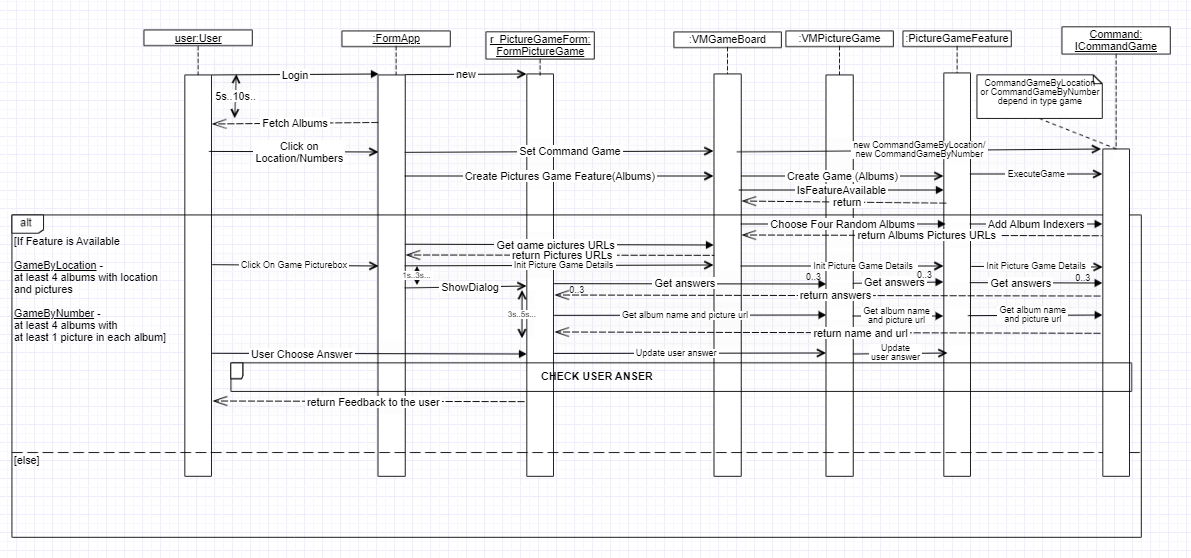 user:User
:FormApp
r_PictureGameForm:
FormPictureGame
:VMGameBoard
:VMPictureGame
:PictureGameFeature
Command:
ICommandGame
Login
new
CommandGameByLocation
or CommandGameByNumber
depend in type game
5s..10s..
Fetch Albums
Click on
Location/Numbers
Set Command Game
new CommandGameByLocation/
new CommandGameByNumber
Create Pictures Game Feature(Albums)
Create Game (Albums)
ExecuteGame
IsFeatureAvailable
return
alt
[If Feature is Available
Choose Four Random Albums
Add Album Indexers
return Albums Pictures URLs
Get game pictures URLs
return Pictures URLs
GameByLocation -
at least 4 albums with location
and pictures
Click On Game Picturebox
Init Picture Game Details
Init Picture Game Details
Init Picture Game Details
1s..3s...
ShowDialog
Get answers
0..3
Get answers
0..3
Get answers
0..3
0..3
return answers
GameByNumber -
at least 4 albums with
at least 1 picture in each album]
3s..5s...
Get album name and picture url
Get album name
and picture url
Get album name
and picture url
return name and url
User Choose Answer
Update user answer
Update
user answer
CHECK USER ANSER
return Feedback to the user
[else]